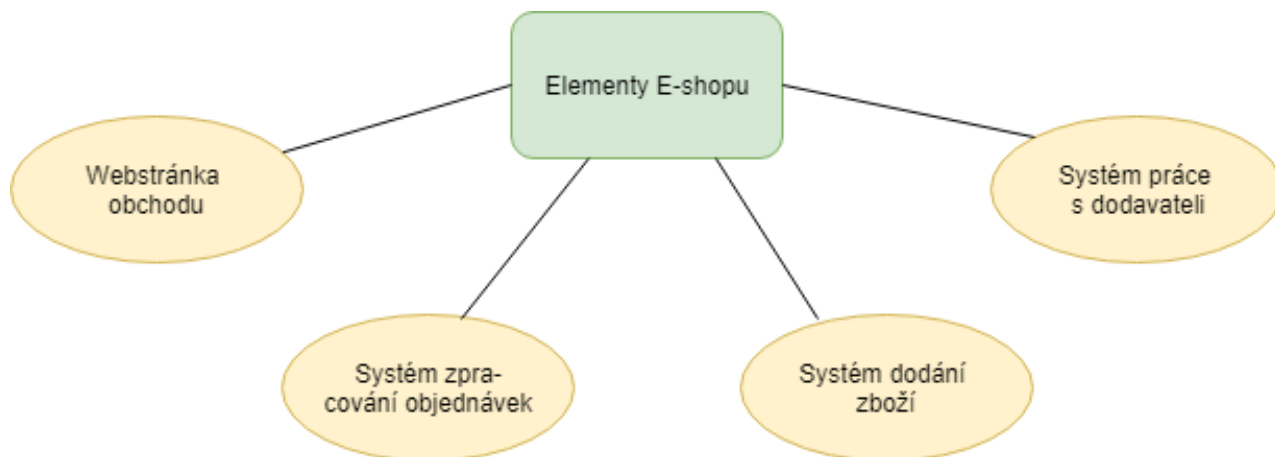 Elementy E-shopu
Webstránka
obchodu
Systém práce
s dodavateli
Systém zpra-
cování objednávek
Systém dodání
zboží